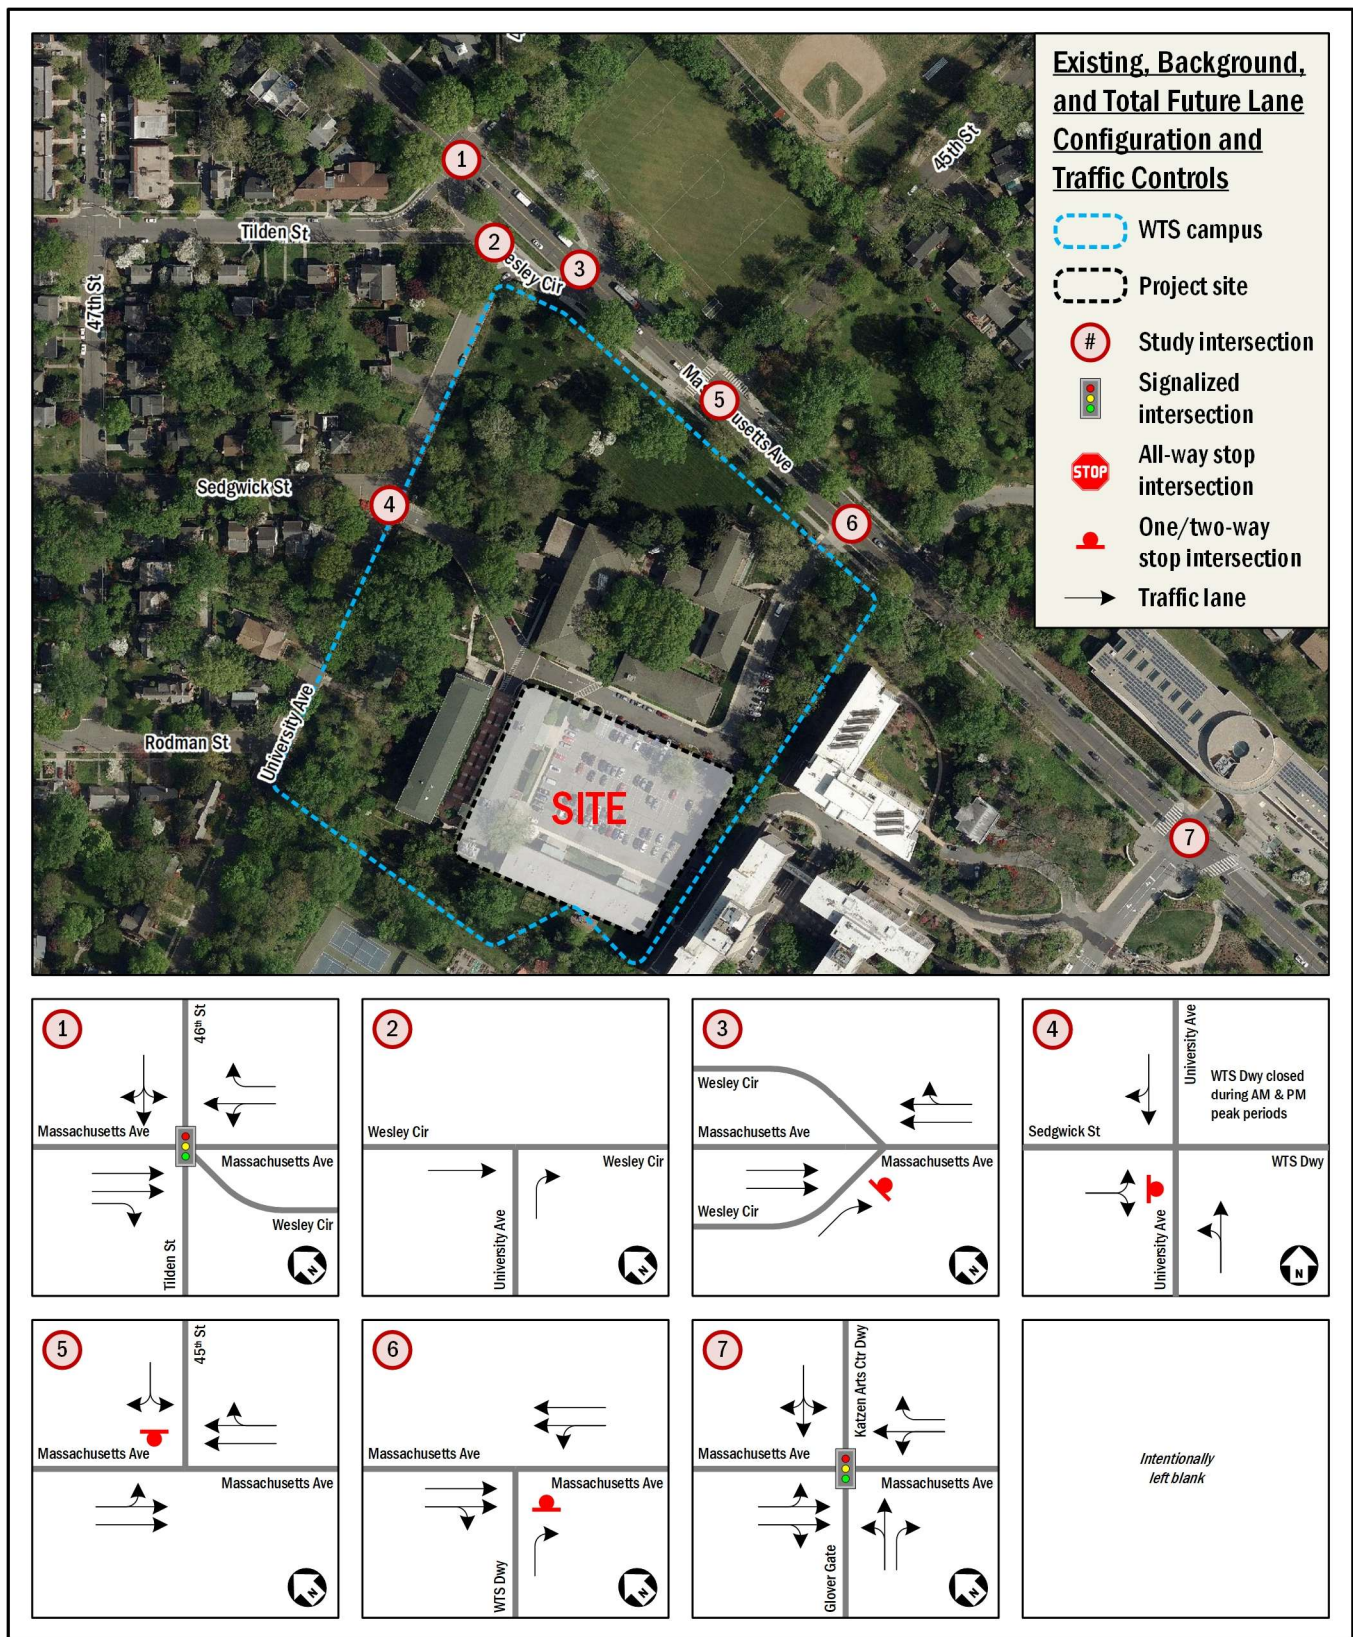 Existing, Background,
and Total Future Lane
Configuration and
Traffic Controls
WTS campus
Project site
#
Study intersection
Signalized
intersection
STOP
All-way stop
intersection
One/two-way
stop intersection
Traffic lane
1
45th St
Tilden St
2
esley Cir
3
47th St
Mas
5
usetts Ave
Sedgwick St
4
6
University Ave
Rodman St
SITE
7
1
46th St
Massachusetts Ave
Massachusetts Ave
Wesley Cir
Tilden St
N
2
Wesley Cir
Wesley Cir
University Ave
N
3
Wesley Cir
Massachusetts Ave
Massachusetts Ave
Wesley Cir
N
4
University Ave
WTS Dwy closed
during AM & PM
peak periods
Sedgwick St
WTS Dwy
University Ave
N
5
45th St
Massachusetts Ave
Massachusetts Ave
N
6
Massachusetts Ave
Massachusetts Ave
WTS Dwy
N
7
Katzen Arts Ctr Dwy
Massachusetts Ave
Massachusetts Ave
Glover Gate
N
Intentionally
left blank